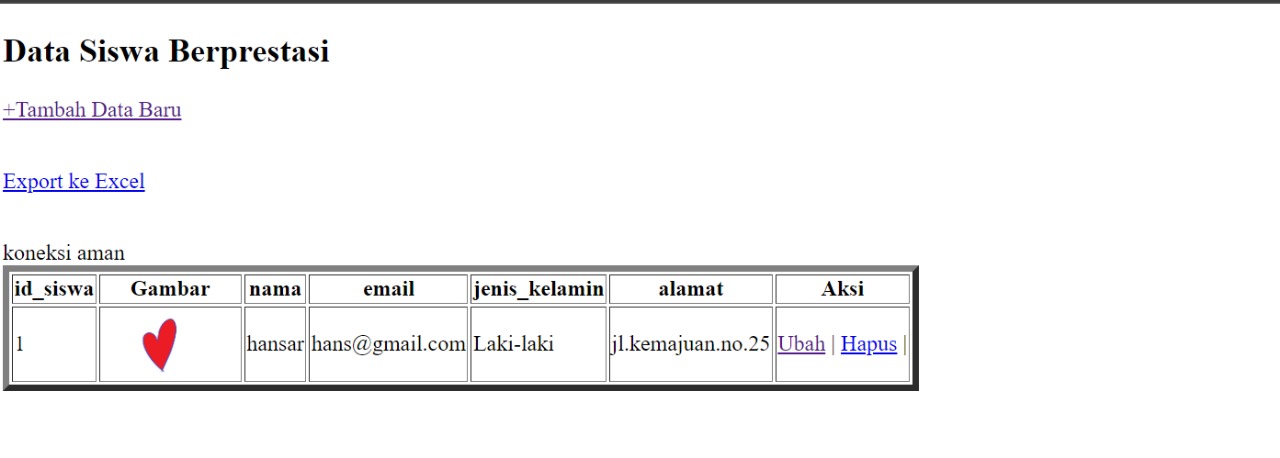 Data Siswa Berprestasi
+Tambah Data Baru
Export ke Excel
koneksi aman
id_siswa Gambar nama email jenis_kelamin alamat Aksi
1 hansar hans@gmail.com Laki-laki jl.kemajuan.no.25 Ubah | Hapus |